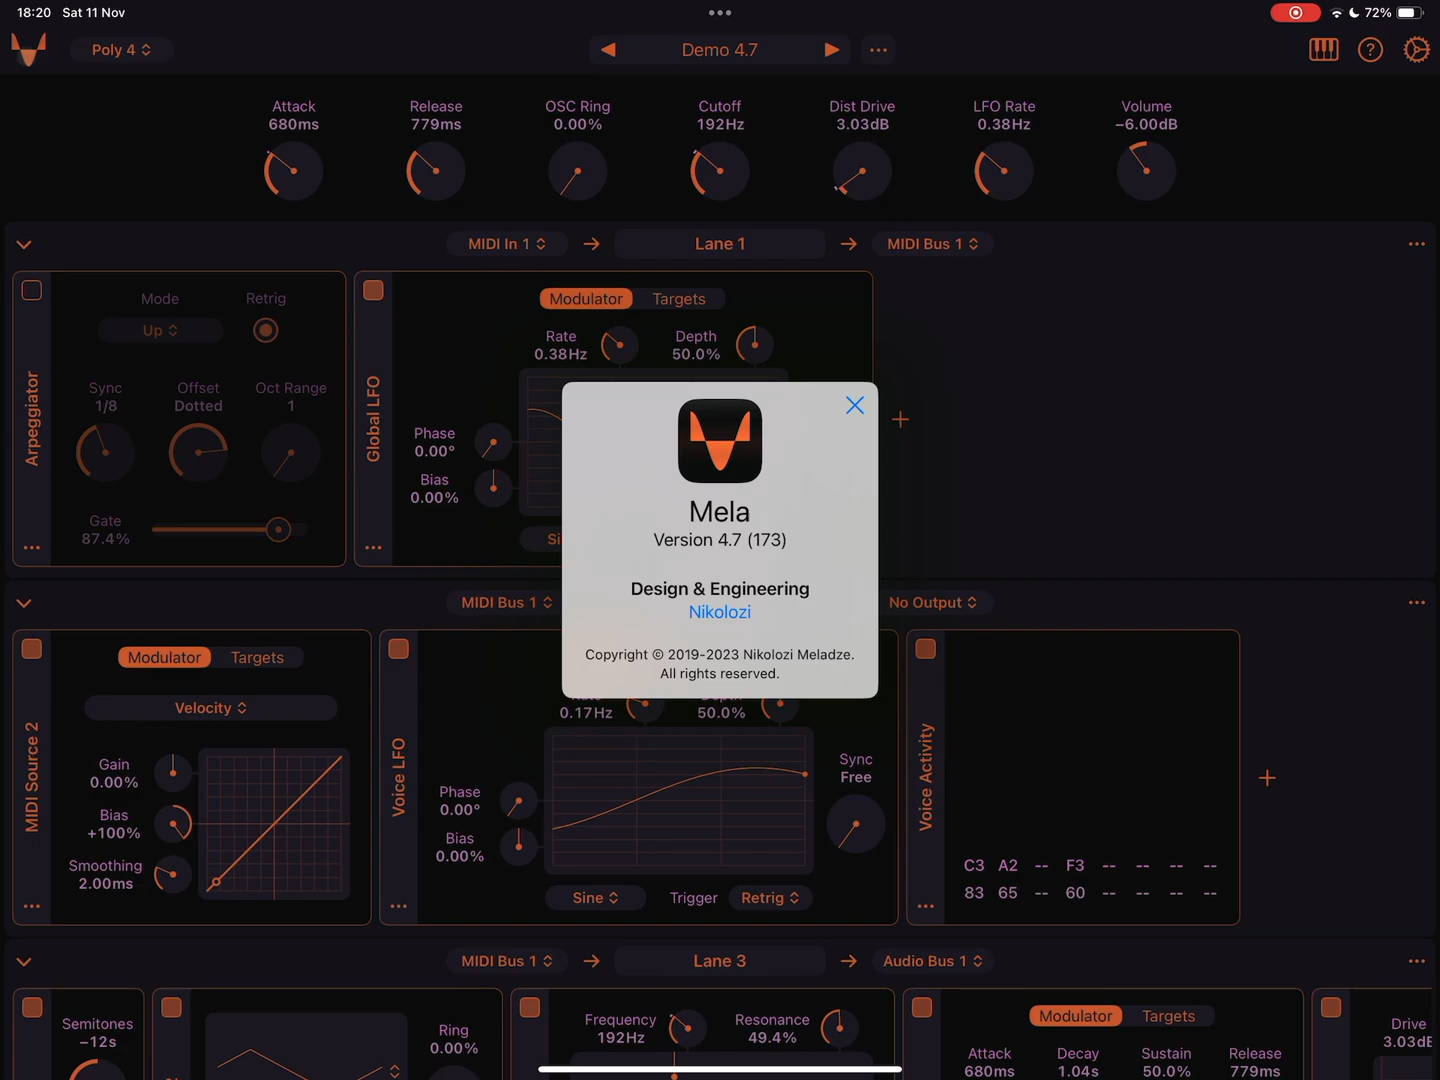 18:20 Sat 11 Nov
72%
Poly 4
Demo 4.7
Attack
680ms
Release
779ms
OSC Ring
0.00%
Cutoff
192Hz
Dist Drive
3.03dB
LFO Rate
0.38Hz
Volume
−6.00dB
MIDI In 1
Lane 1
MIDI Bus 1
Arpeggiator
Mode
Up
Retrig
Sync
1/8
Offset
Dotted
Oct Range
1
Gate
87.4%
Global LFO
Modulator
Targets
Rate
0.38Hz
Depth
50.0%
Phase
0.00°
Bias
0.00%
Mela
Version 4.7 (173)
Design & Engineering
Nikolozi
Copyright © 2019-2023 Nikolozi Meladze.
All rights reserved.
MIDI Bus 1
No Output
MIDI Source 2
Modulator
Targets
Velocity
Gain
0.00%
Bias
+100%
Smoothing
2.00ms
Voice LFO
0.17Hz
50.0%
Phase
0.00°
Bias
0.00%
Sync
Free
Sine
Trigger
Retrig
Voice Activity
C3 A2 -- F3 -- -- -- --
83 65 -- 60 -- -- -- --
MIDI Bus 1
Lane 3
Audio Bus 1
Semitones
−12s
Ring
0.00%
Frequency
192Hz
Resonance
49.4%
Modulator
Targets
Attack
680ms
Decay
1.04s
Sustain
50.0%
Release
779ms
Drive
3.03dB